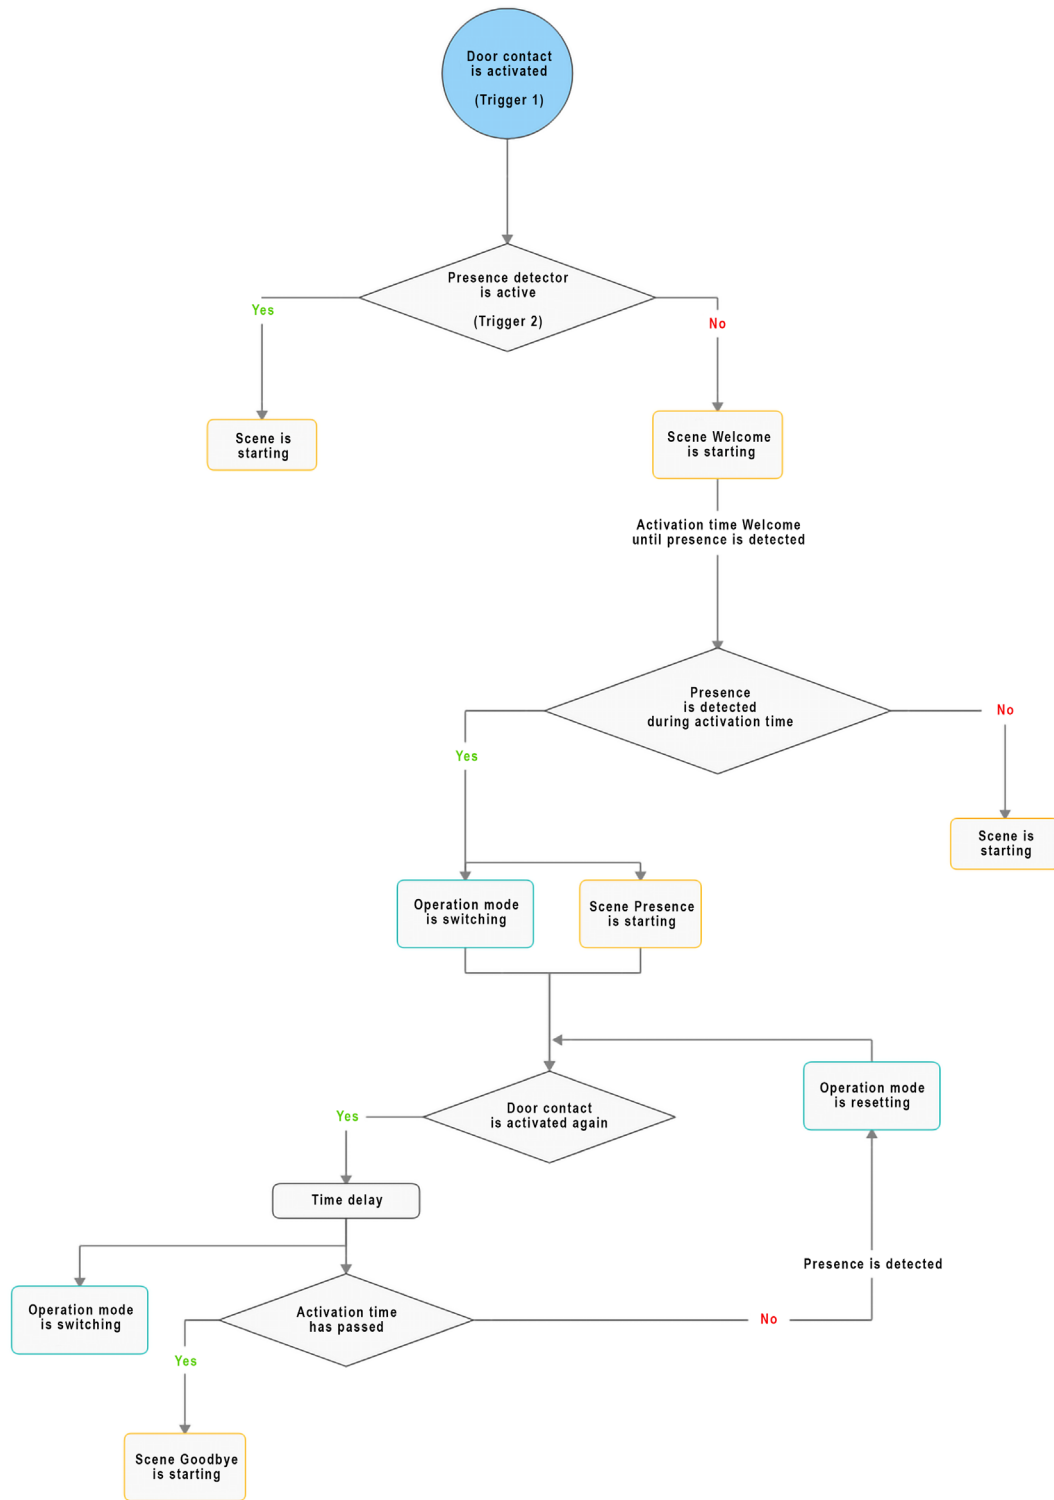 Door contact
is activated
(Trigger 1)
Presence detector
is active
(Trigger 2)
Yes
No
Scene is
starting
Scene Welcome
is starting
Activation time Welcome
until presence is detected
Presence
is detected
during activation time
No
Yes
Scene is
starting
Operation mode
is switching
Scene Presence
is starting
Operation mode
is resetting
Door contact
is activated again
Yes
Time delay
Presence is detected
Operation mode
is switching
Activation time
has passed
No
Yes
Scene Goodbye
is starting